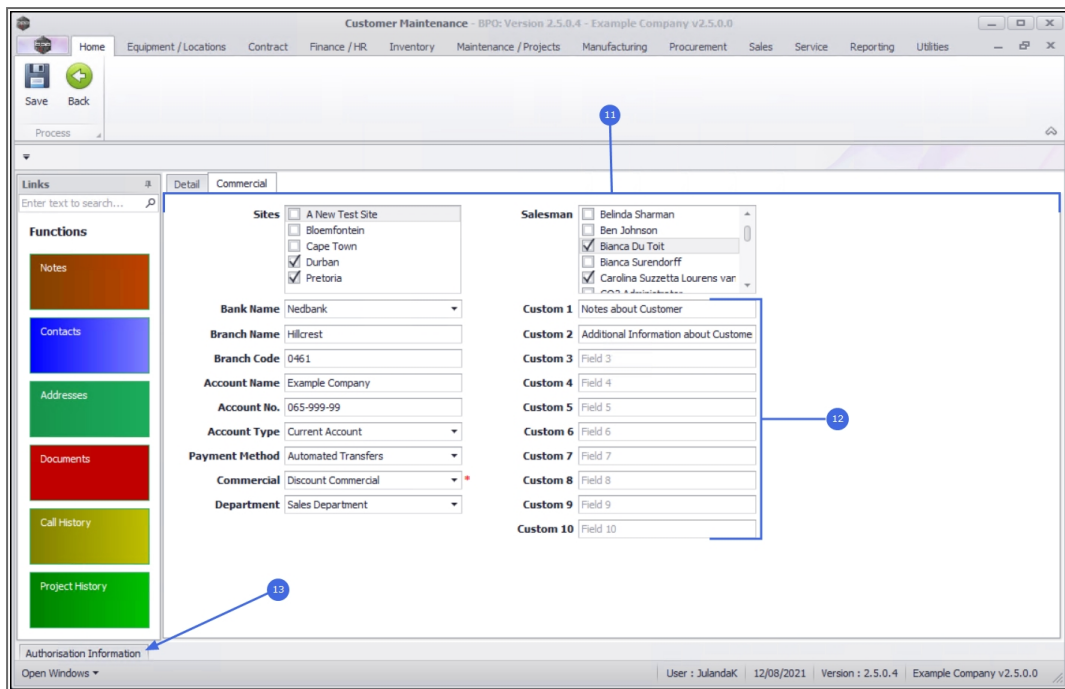 Customer Maintenance - BPO: Version 2.5.0.4 - Example Company v2.5.0.0
Home Equipment / Locations Contract Finance / HR Inventory Maintenance / Projects Manufacturing Procurement Sales Service Reporting Utilities
Save Back
11
Process
Links Detail Commercial
Enter text to search...
Functions
Notes
Contacts
Addresses
Documents
Call History
Project History
Sites
A New Test Site
Bloemfontein
Cape Town
Durban
Pretoria
Bank Name Nedbank
Branch Name Hillcrest
Branch Code 0461
Account Name Example Company
Account No. 065-999-99
Account Type Current Account
Payment Method Automated Transfers
Commercial Discount Commercial *
Department Sales Department
Salesman
Belinda Sharman
Ben Johnson
Bianca Du Toit
Bianca Surendorff
Carolina Suzzetta Lourens var
CO2 Administrator
Custom 1 Notes about Customer
Custom 2 Additional Information about Custome
Custom 3 Field 3
Custom 4 Field 4
Custom 5 Field 5
Custom 6 Field 6
Custom 7 Field 7
Custom 8 Field 8
Custom 9 Field 9
Custom 10 Field 10
12
13
Authorisation Information
Open Windows User : JulandaK 12/08/2021 Version : 2.5.0.4 Example Company v2.5.0.0